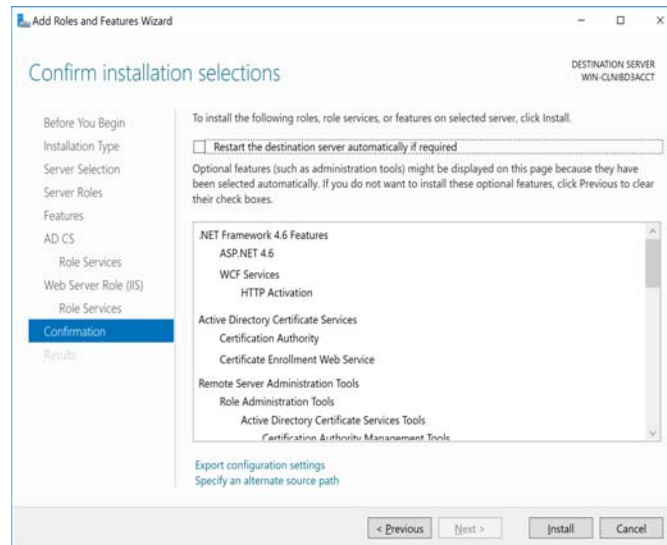 Add Roles and Features Wizard
Confirm installation selections
DESTINATION SERVER
WIN-CLNI8D3ACCT
Before You Begin
Installation Type
Server Selection
Server Roles
Features
AD CS
Role Services
Web Server Role (IIS)
Role Services
Confirmation
Results
To install the following roles, role services, or features on selected server, click Install.
Restart the destination server automatically if required
Optional features (such as administration tools) might be displayed on this page because they have
been selected automatically. If you do not want to install these optional features, click Previous to clear
their check boxes.
.NET Framework 4.6 Features
ASP.NET 4.6
WCF Services
HTTP Activation
Active Directory Certificate Services
Certification Authority
Certificate Enrollment Web Service
Remote Server Administration Tools
Role Administration Tools
Active Directory Certificate Services Tools
Certification Authority Management Tools
Export configuration settings
Specify an alternate source path
< Previous
Next >
Install
Cancel